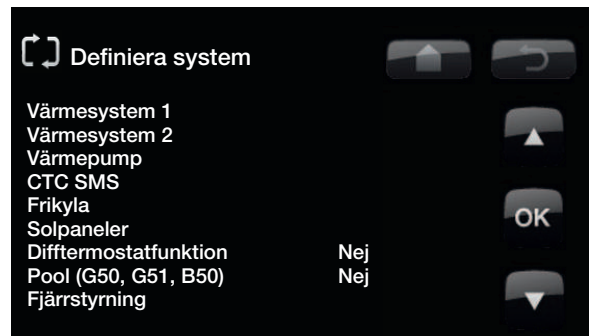 Definiera system
Värmesystem 1
Värmesystem 2
Värmepump
CTC SMS
Frikyla
Solpaneler
Difftermostatfunktion Nej
Pool (G50, G51, B50) Nej
Fjärrstyrning
OK